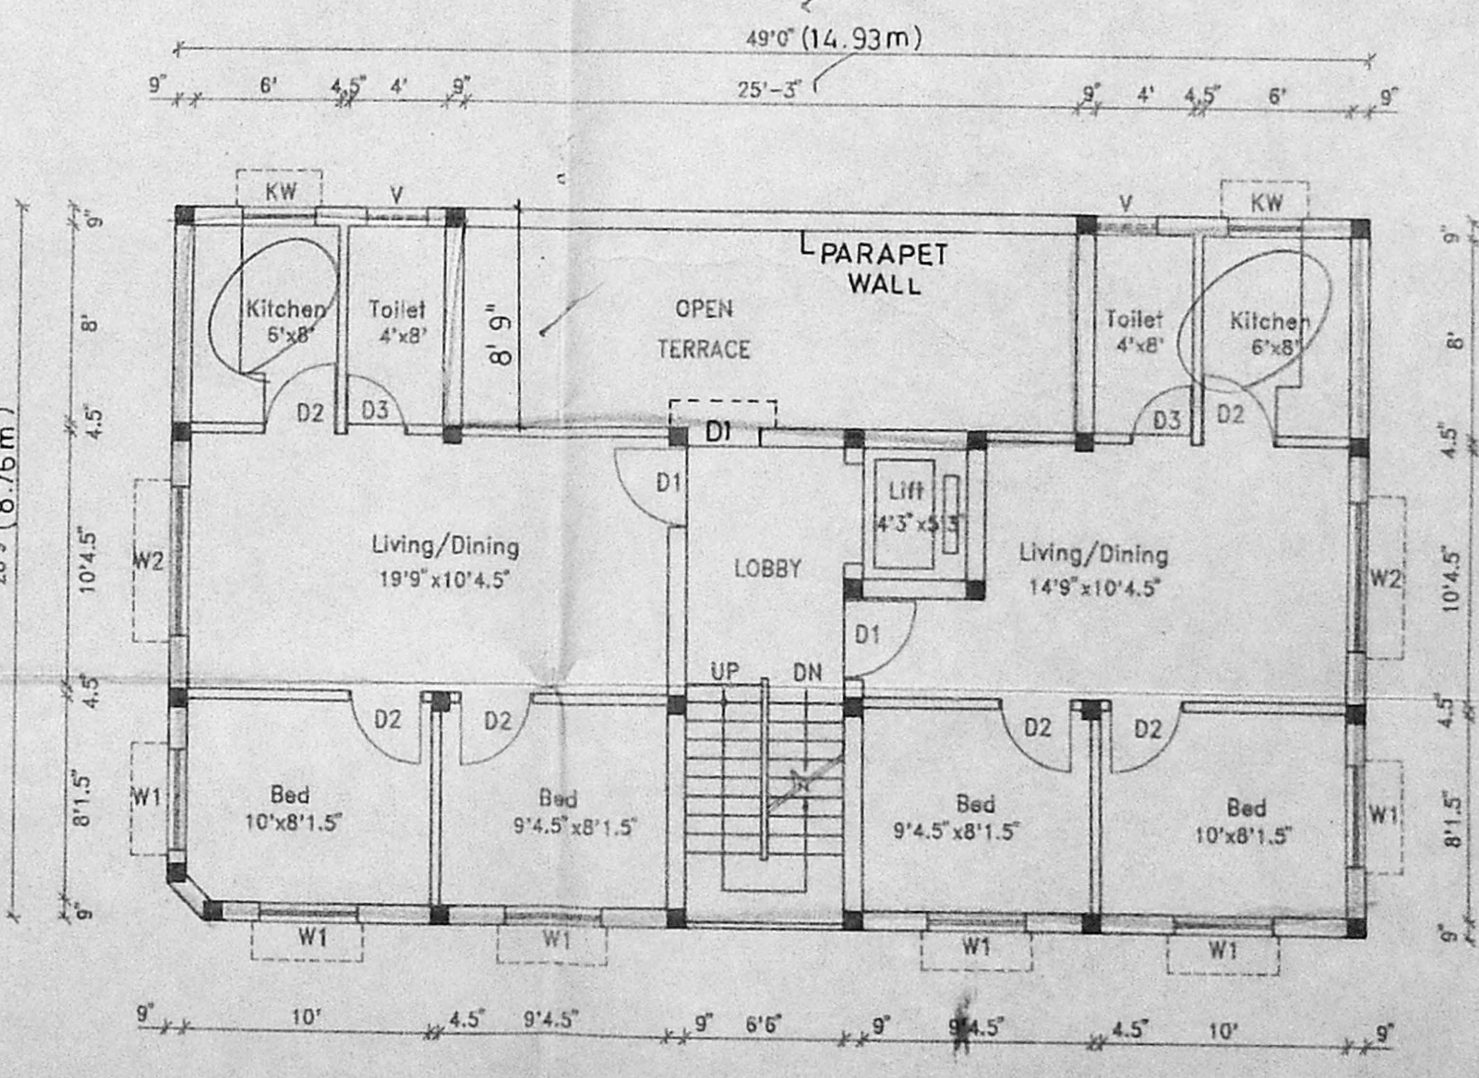 49'0" (14.93m)
9" 6' 4.5" 4' 9" 25'-3" 9" 4' 4.5" 6' 9"
KW V V KW
PARAPET
WALL
Kitchen
6'x8'
Toilet
4'x8'
OPEN
TERRACE
Toilet
4'x8'
Kitchen
6'x8'
8' 9"
D2 D3 D1 D3 D2
9"
8'
4.5"
10'4.5"
4.5"
8'1.5"
9"
(8.76m)
D1
Lift
4'3"x5'3"
Living/Dining
19'9"x10'4.5"
LOBBY
Living/Dining
14'9"x10'4.5"
W2 W2
D1
UP DN
D2 D2 D2 D2
W1 W1
Bed
10'x8'1.5"
Bed
9'4.5"x8'1.5"
Bed
9'4.5"x8'1.5"
Bed
10'x8'1.5"
9"
8'
4.5"
10'4.5"
4.5"
8'1.5"
9"
W1 W1 W1 W1
9" 10' 4.5" 9'4.5" 9" 6'6" 9" 9'4.5" 4.5" 10' 9"